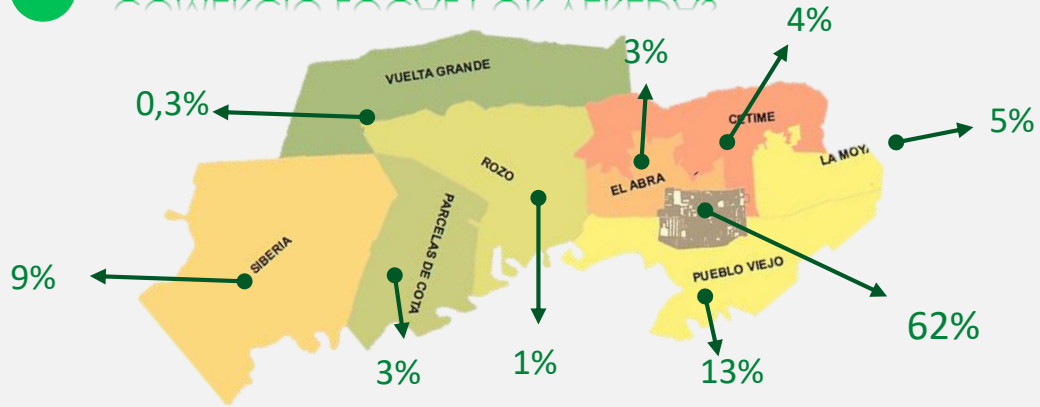 4%
3%
VUELTA GRANDE
0,3%
CETIME
5%
LA MOY
ROZO
EL ABRA
PARCELAS DE COTA
SIBERIA
9%
PUEBLO VIEJO
62%
3%
1%
13%